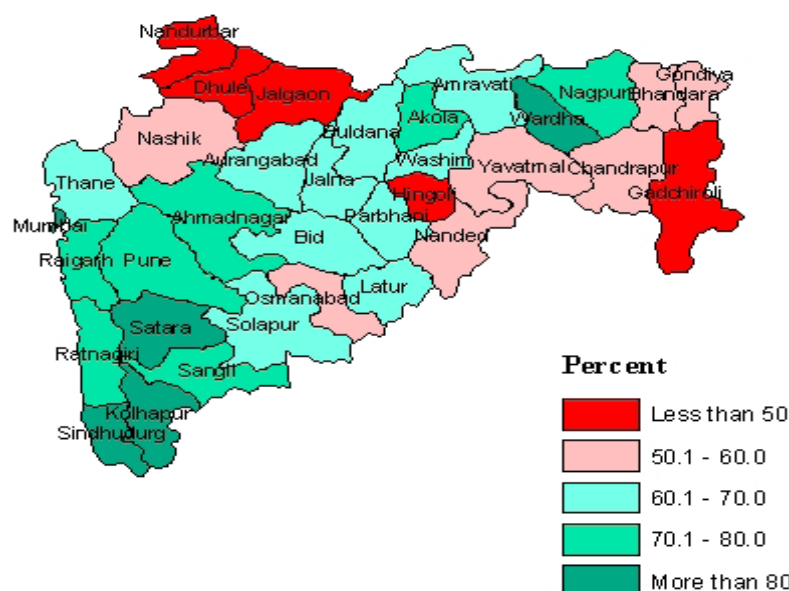 Nandurbar
Dhule
Jalgaon
Nashik
Buldana
Akola
Amravati
Wardha
Nagpur
Bhandara
Gondiya
Aurangabad
Jalna
Washim
Yavatmal
Chandrapur
Gadchiroli
Thane
Mumbai
Ahmadnagar
Parbhani
Hingoli
Nanded
Bid
Raigarh
Pune
Osmanabad
Latur
Satara
Solapur
Ratnagiri
Sangli
Kolhapur
Sindhudurg
Percent
Less than 50
50.1 - 60.0
60.1 - 70.0
70.1 - 80.0
More than 80